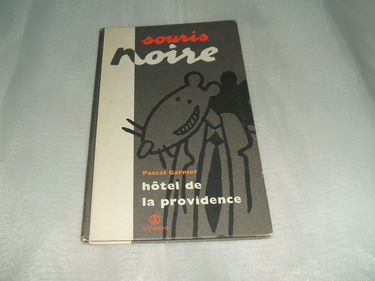 souris
noire
Pascal Garnier
hôtel de
la providence
SYROS